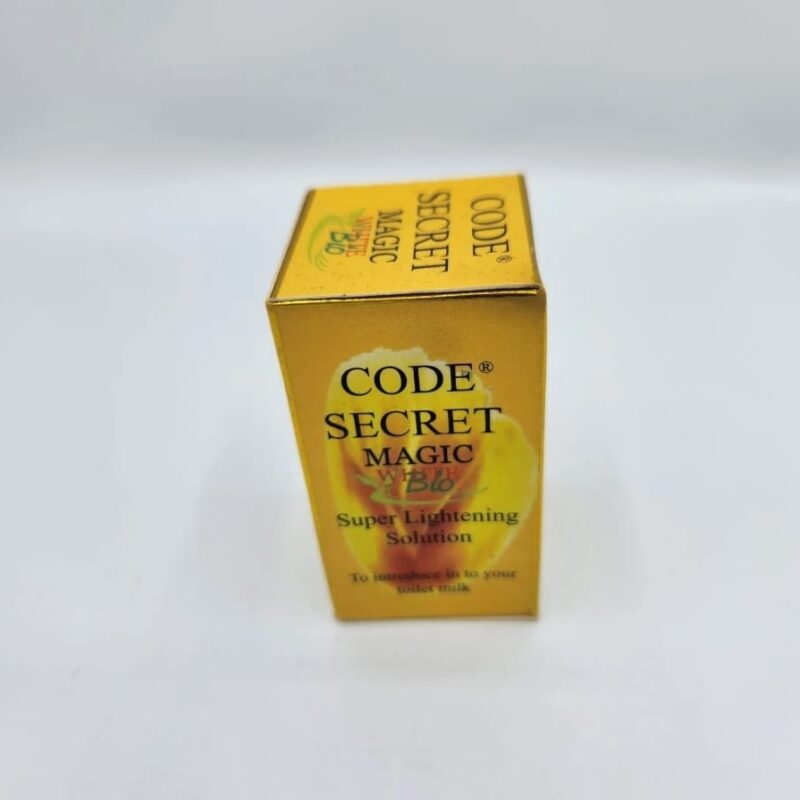 CODE®
SECRET
MAGIC
WHITE
Bio
CODE®
SECRET
MAGIC
WHITE
Bio
Super Lightening
Solution
To introduce in to your
toilet milk